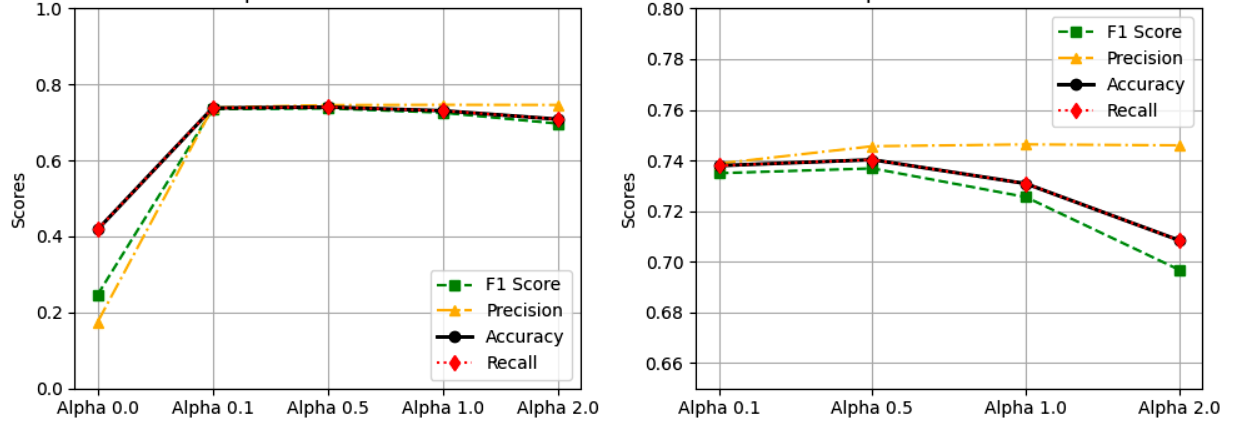 1.0
0.8
0.6
0.4
0.2
0.0
Scores
F1 Score
Precision
Accuracy
Recall
Alpha 0.0 Alpha 0.1 Alpha 0.5 Alpha 1.0 Alpha 2.0
0.80
0.78
0.76
0.74
0.72
0.70
0.68
0.66
Scores
F1 Score
Precision
Accuracy
Recall
Alpha 0.1 Alpha 0.5 Alpha 1.0 Alpha 2.0